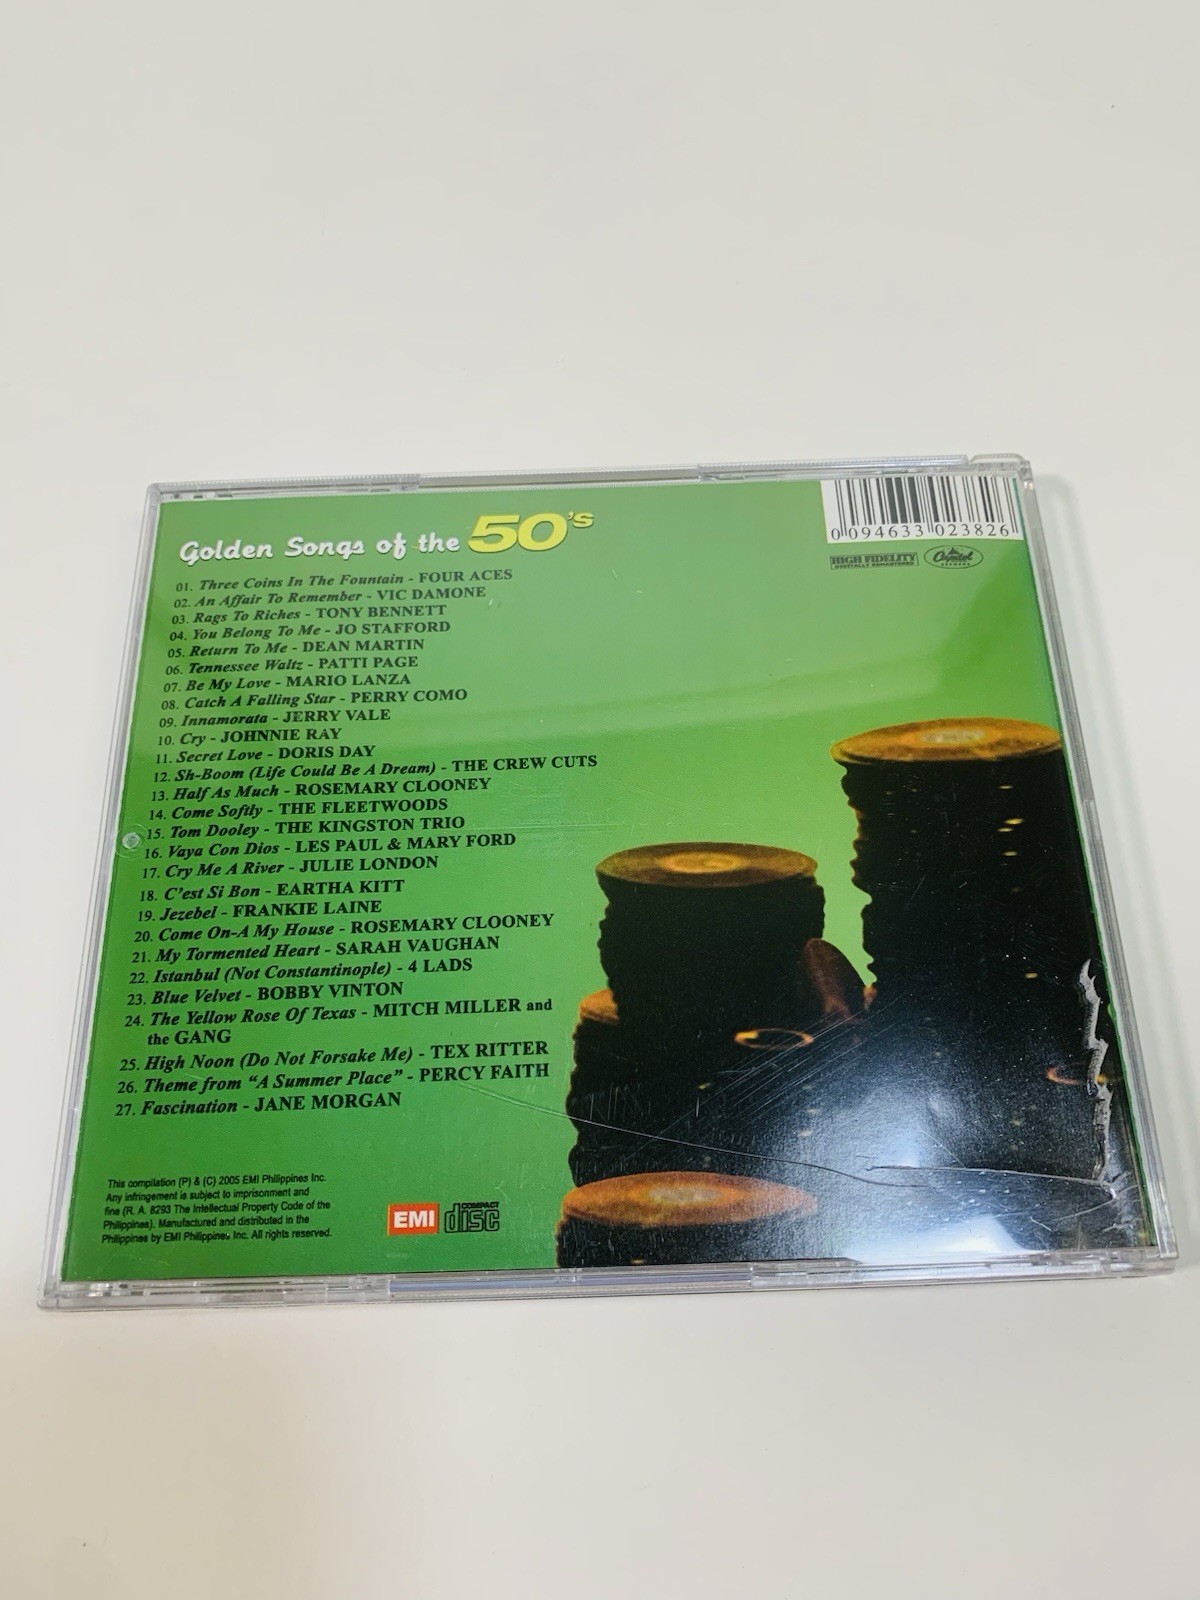 Golden Songs of the 50's
0 094633 023826
HIGH FIDELITY
DIGITALLY REMASTERED
Capitol
RECORDS
01. Three Coins In The Fountain - FOUR ACES
02. An Affair To Remember - VIC DAMONE
03. Rags To Riches - TONY BENNETT
04. You Belong To Me - JO STAFFORD
05. Return To Me - DEAN MARTIN
06. Tennessee Waltz - PATTI PAGE
07. Be My Love - MARIO LANZA
08. Catch A Falling Star - PERRY COMO
09. Innamorata - JERRY VALE
10. Cry - JOHNNIE RAY
11. Secret Love - DORIS DAY
12. Sh-Boom (Life Could Be A Dream) - THE CREW CUTS
13. Half As Much - ROSEMARY CLOONEY
14. Come Softly - THE FLEETWOODS
15. Tom Dooley - THE KINGSTON TRIO
16. Vaya Con Dios - LES PAUL & MARY FORD
17. Cry Me A River - JULIE LONDON
18. C'est Si Bon - EARTHA KITT
19. Jezebel - FRANKIE LAINE
20. Come On-A My House - ROSEMARY CLOONEY
21. My Tormented Heart - SARAH VAUGHAN
22. Istanbul (Not Constantinople) - 4 LADS
23. Blue Velvet - BOBBY VINTON
24. The Yellow Rose Of Texas - MITCH MILLER and
the GANG
25. High Noon (Do Not Forsake Me) - TEX RITTER
26. Theme from "A Summer Place" - PERCY FAITH
27. Fascination - JANE MORGAN
This compilation (P) & (C) 2005 EMI Philippines Inc.
Any infringement is subject to imprisonment and
fine (R. A. 8293 The Intellectual Property Code of the
Philippines). Manufactured and distributed in the
Philippines by EMI Philippines Inc. All rights reserved.
EMI
COMPACT
disc